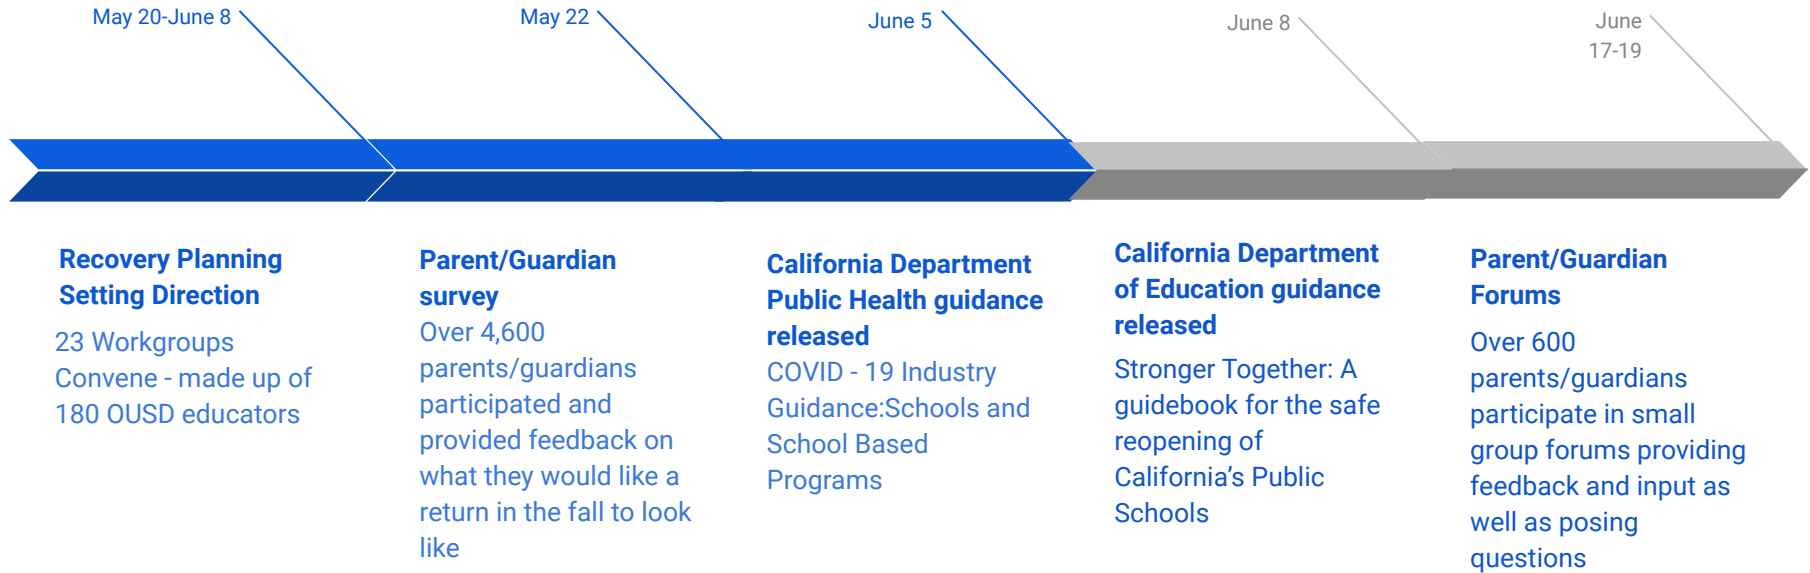 May 20-June 8
May 22
June 5
June 8
June
17-19
Recovery Planning
Setting Direction
23 Workgroups
Convene - made up of
180 OUSD educators
Parent/Guardian
survey
Over 4,600
parents/guardians
participated and
provided feedback on
what they would like a
return in the fall to look
like
California Department
Public Health guidance
released
COVID - 19 Industry
Guidance:Schools and
School Based
Programs
California Department
of Education guidance
released
Stronger Together: A
guidebook for the safe
reopening of
California’s Public
Schools
Parent/Guardian
Forums
Over 600
parents/guardians
participate in small
group forums providing
feedback and input as
well as posing
questions